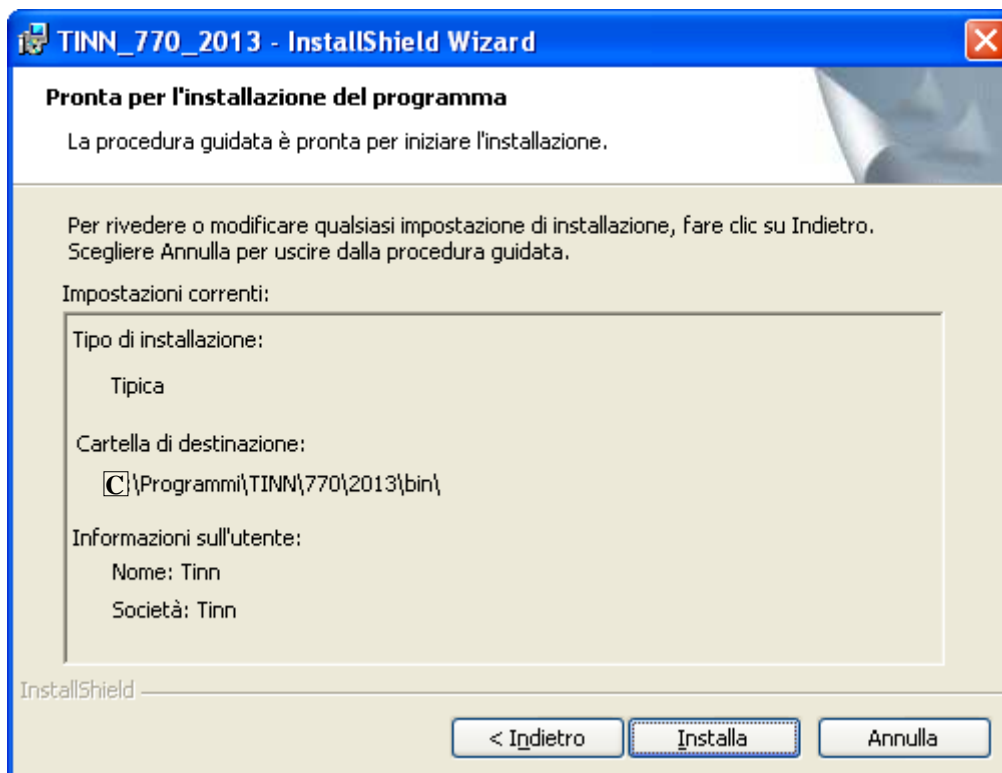 TINN_770_2013 - InstallShield Wizard
Pronta per l'installazione del programma
La procedura guidata è pronta per iniziare l'installazione.
Per rivedere o modificare qualsiasi impostazione di installazione, fare clic su Indietro.
Scegliere Annulla per uscire dalla procedura guidata.
Impostazioni correnti:
Tipo di installazione:
Tipica
Cartella di destinazione:
C:\Programmi\TINN\770\2013\bin\
Informazioni sull'utente:
Nome: Tinn
Società: Tinn
InstallShield
< Indietro
Installa
Annulla